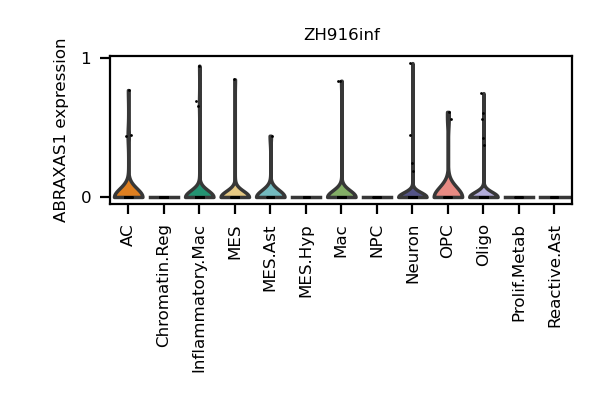 ZH916inf
ABRAXAS1 expression
1
0
AC
Chromatin.Reg
Inflammatory.Mac
MES
MES.Ast
MES.Hyp
Mac
NPC
Neuron
OPC
Oligo
Prolif.Metab
Reactive.Ast